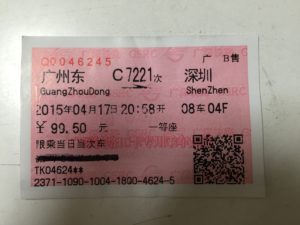 Q0046245 广 B售
广州东 C7221次 深圳
GuangZhouDong ShenZhen
2015年04月17日20:58开 08车04F
￥99.50元 一等座
限乘当日当次车
TK04624**
2371-1090-1004-1800-4624-5